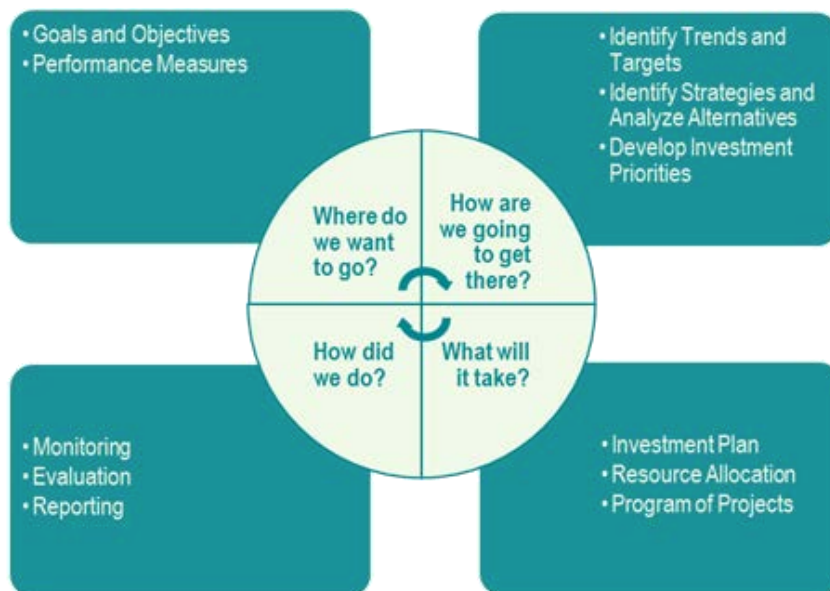 • Goals and Objectives
• Performance Measures
• Identify Trends and
Targets
• Identify Strategies and
Analyze Alternatives
• Develop Investment
Priorities
Where do
we want
to go?
How are
we going
to get
there?
How did
we do?
What will
it take?
• Monitoring
• Evaluation
• Reporting
• Investment Plan
• Resource Allocation
• Program of Projects